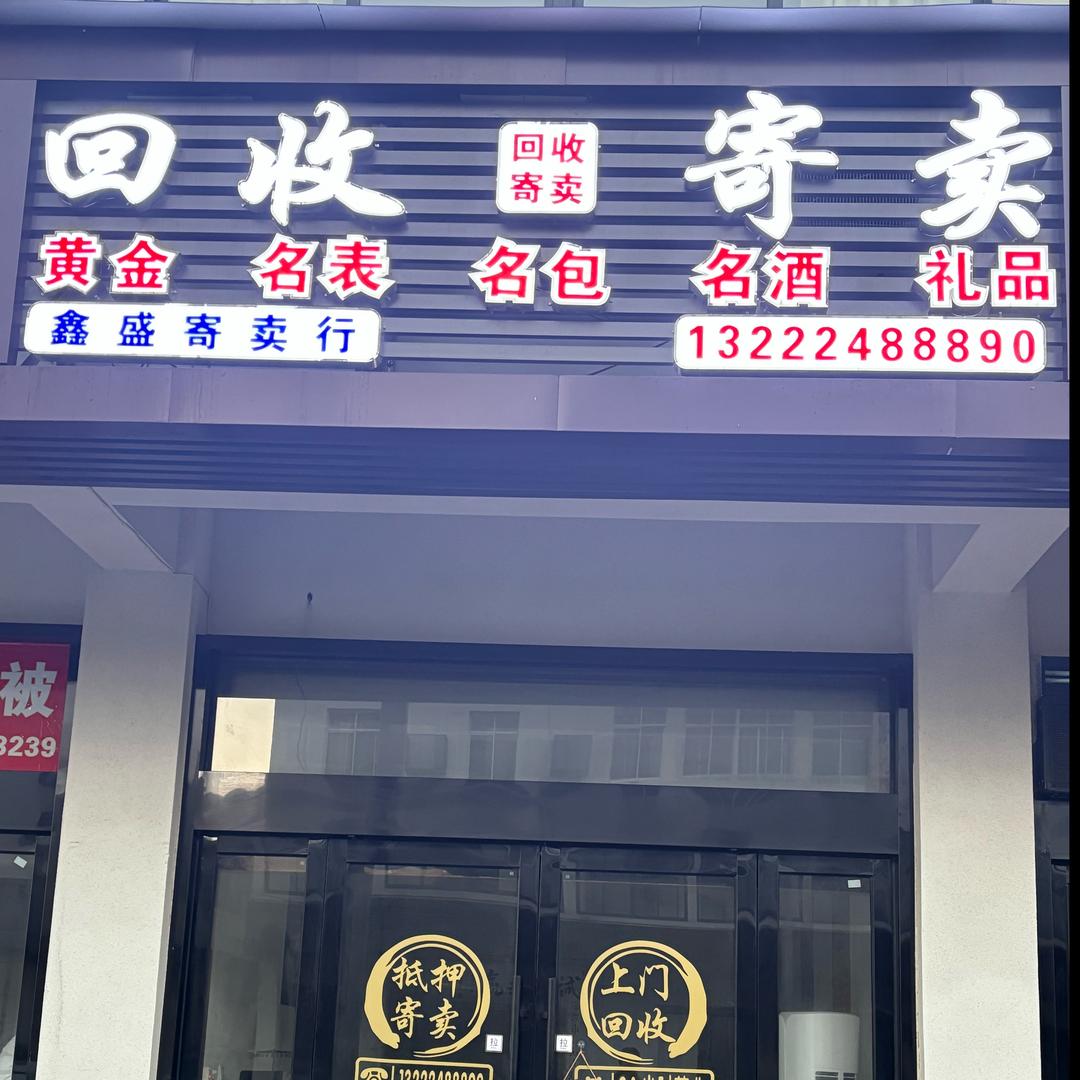 回收 寄卖
回收
寄卖
黄金 名表 名包 名酒 礼品
鑫盛寄卖行
13222488890
被
3239
抵押
寄卖
上门
回收
拉
拉